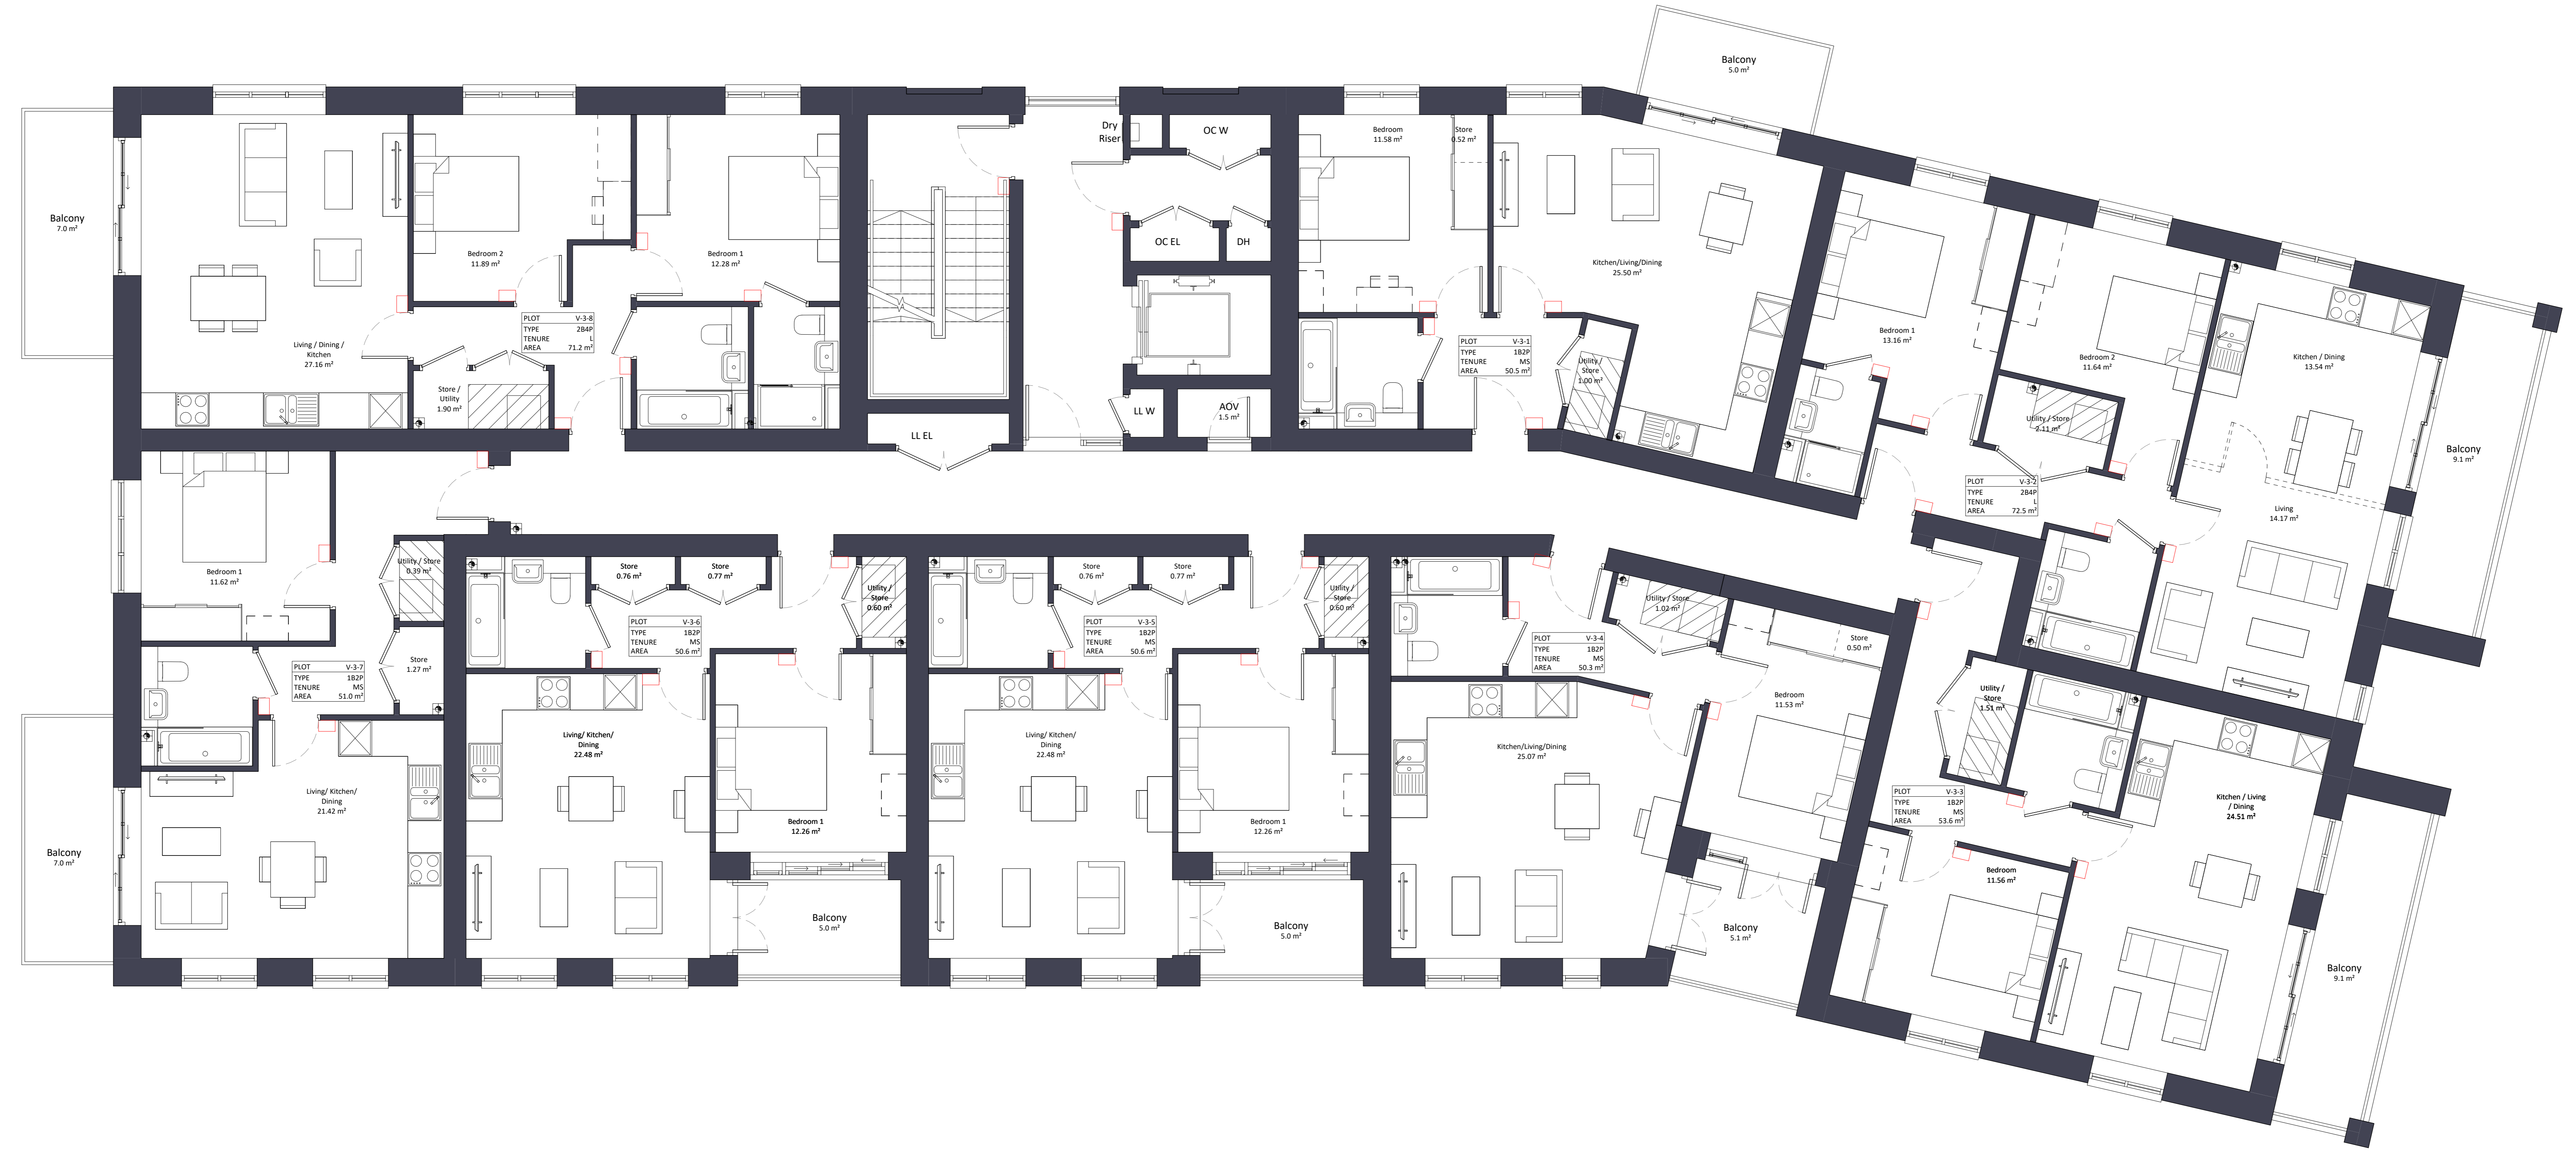 Balcony
5.0 m²
Balcony
7.0 m²
Living / Dining /
Kitchen
27.16 m²
Bedroom 2
11.89 m²
Bedroom 1
12.28 m²
PLOT V-3-8
TYPE 2B4P
TENURE L
AREA 71.2 m²
Store /
Utility
1.90 m²
Dry
Riser
OC W
OC EL
DH
LL W
AOV
1.5 m²
LL EL
Bedroom
11.58 m²
Store
0.52 m²
Kitchen/Living/Dining
25.50 m²
PLOT V-3-1
TYPE 1B2P
TENURE MS
AREA 50.5 m²
Utility /
Store
1.00 m²
Bedroom 1
13.16 m²
Bedroom 2
11.64 m²
Kitchen / Dining
13.54 m²
Utility / Store
2.11 m²
Balcony
9.1 m²
PLOT V-3-2
TYPE 2B4P
TENURE L
AREA 72.5 m²
Living
14.17 m²
Bedroom 1
11.62 m²
Utility / Store
0.39 m²
Store
1.27 m²
PLOT V-3-7
TYPE 1B2P
TENURE MS
AREA 51.0 m²
Living/ Kitchen/
Dining
21.42 m²
Balcony
7.0 m²
Store
0.76 m²
Store
0.77 m²
Utility /
Store
0.60 m²
PLOT V-3-6
TYPE 1B2P
TENURE MS
AREA 50.6 m²
Living/ Kitchen/
Dining
22.48 m²
Bedroom 1
12.26 m²
Balcony
5.0 m²
Store
0.76 m²
Store
0.77 m²
Utility /
Store
0.60 m²
PLOT V-3-5
TYPE 1B2P
TENURE MS
AREA 50.6 m²
Living/ Kitchen/
Dining
22.48 m²
Bedroom 1
12.26 m²
Balcony
5.0 m²
Utility / Store
1.02 m²
PLOT V-3-4
TYPE 1B2P
TENURE MS
AREA 50.3 m²
Store
0.50 m²
Bedroom
11.53 m²
Kitchen/Living/Dining
25.07 m²
Balcony
5.1 m²
Utility /
Store
1.51 m²
PLOT V-3-3
TYPE 1B2P
TENURE MS
AREA 53.6 m²
Kitchen / Living
/ Dining
24.51 m²
Bedroom
11.56 m²
Balcony
9.1 m²